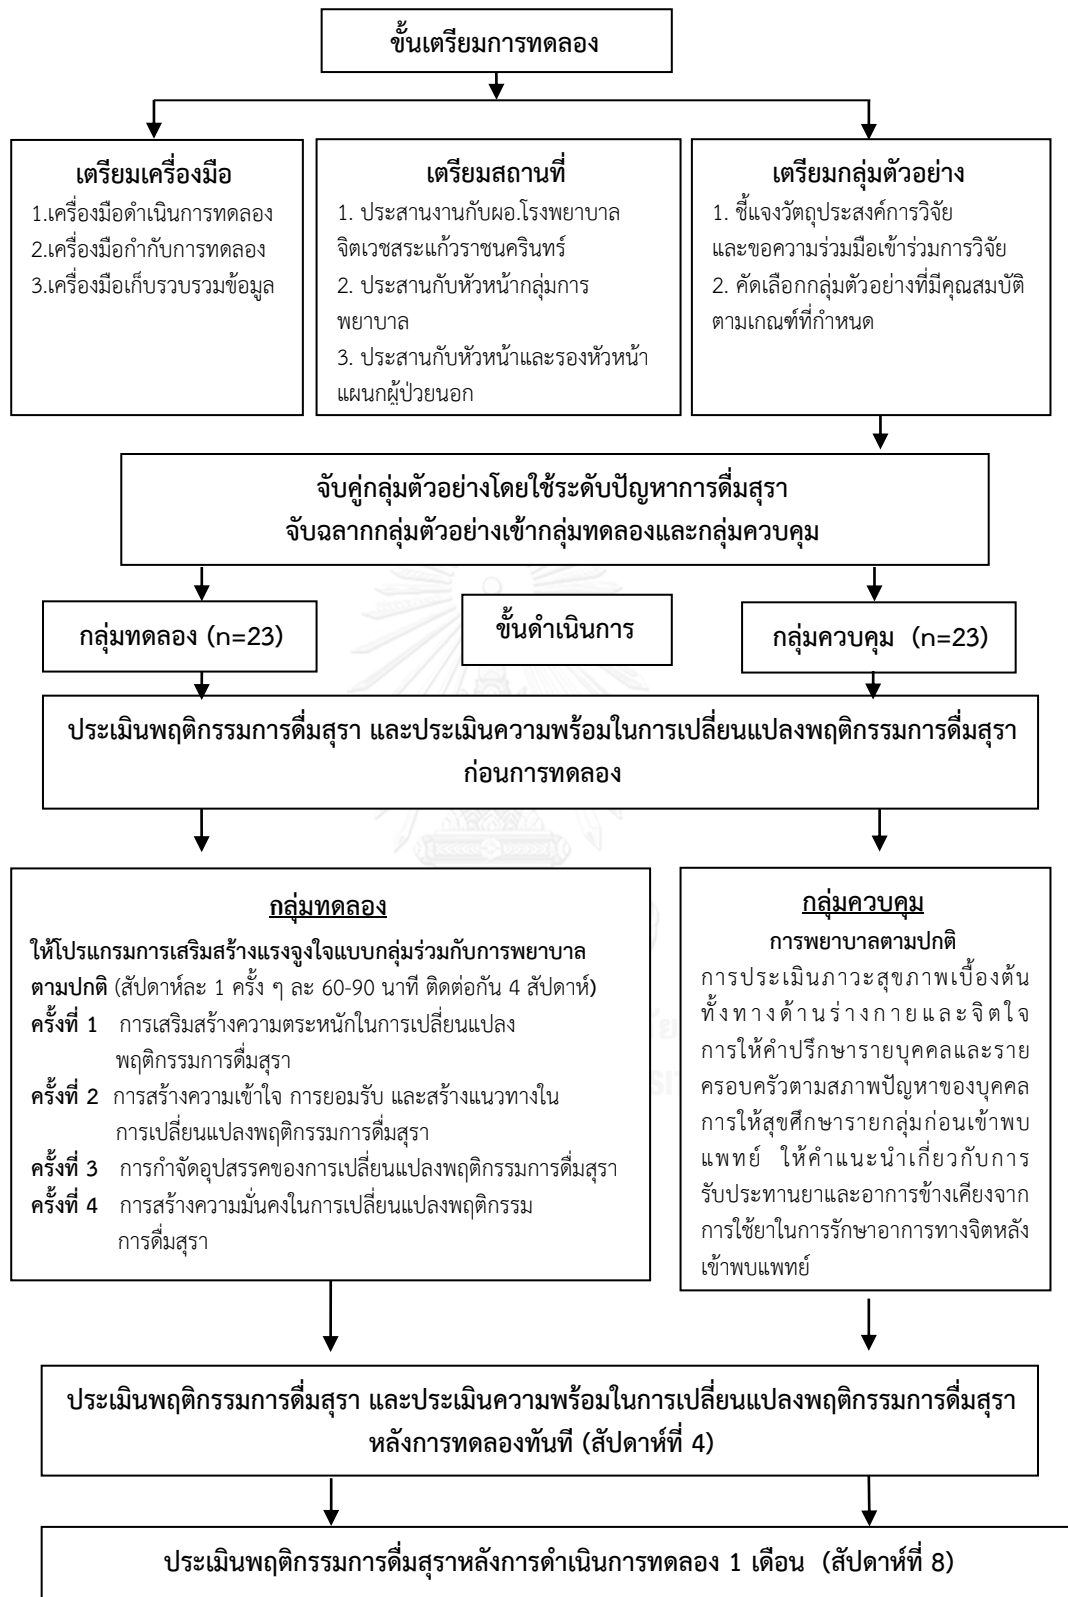 ขั้นเตรียมการทดลอง
เตรียมเครื่องมือ
1.เครื่องมือดำเนินการทดลอง
2.เครื่องมือกำกับการทดลอง
3.เครื่องมือเก็บรวบรวมข้อมูล
เตรียมสถานที่
1. ประสานงานกับผอ.โรงพยาบาล
จิตเวชสระแก้วราชนครินทร์
2. ประสานกับหัวหน้ากลุ่มการ
พยาบาล
3. ประสานกับหัวหน้าและรองหัวหน้า
แผนกผู้ป่วยนอก
เตรียมกลุ่มตัวอย่าง
1. ชี้แจงวัตถุประสงค์การวิจัย
และขอความร่วมมือเข้าร่วมการวิจัย
2. คัดเลือกกลุ่มตัวอย่างที่มีคุณสมบัติ
ตามเกณฑ์ที่กำหนด
จับคู่กลุ่มตัวอย่างโดยใช้ระดับปัญหาการดื่มสุรา
จับฉลากกลุ่มตัวอย่างเข้ากลุ่มทดลองและกลุ่มควบคุม
กลุ่มทดลอง (n=23)
ขั้นดำเนินการ
กลุ่มควบคุม (n=23)
ประเมินพฤติกรรมการดื่มสุรา และประเมินความพร้อมในการเปลี่ยนแปลงพฤติกรรมการดื่มสุรา
ก่อนการทดลอง
กลุ่มทดลอง
ให้โปรแกรมการเสริมสร้างแรงจูงใจแบบกลุ่มร่วมกับการพยาบาล
ตามปกติ (สัปดาห์ละ 1 ครั้ง ๆ ละ 60-90 นาที ติดต่อกัน 4 สัปดาห์)
ครั้งที่ 1 การเสริมสร้างความตระหนักในการเปลี่ยนแปลง
พฤติกรรมการดื่มสุรา
ครั้งที่ 2 การสร้างความเข้าใจ การยอมรับ และสร้างแนวทางใน
การเปลี่ยนแปลงพฤติกรรมการดื่มสุรา
ครั้งที่ 3 การกำจัดอุปสรรคของการเปลี่ยนแปลงพฤติกรรมการดื่มสุรา
ครั้งที่ 4 การสร้างความมั่นคงในการเปลี่ยนแปลงพฤติกรรม
การดื่มสุรา
กลุ่มควบคุม
การพยาบาลตามปกติ
การประเมินภาวะสุขภาพเบื้องต้น
ทั้งทางด้านร่างกายและจิตใจ
การให้คำปรึกษารายบุคคลและราย
ครอบครัวตามสภาพปัญหาของบุคคล
การให้สุขศึกษารายกลุ่มก่อนเข้าพบ
แพทย์ ให้คำแนะนำเกี่ยวกับการ
รับประทานยาและอาการข้างเคียงจาก
การใช้ยาในการรักษาอาการทางจิตหลัง
เข้าพบแพทย์
ประเมินพฤติกรรมการดื่มสุรา และประเมินความพร้อมในการเปลี่ยนแปลงพฤติกรรมการดื่มสุรา
หลังการทดลองทันที (สัปดาห์ที่ 4)
ประเมินพฤติกรรมการดื่มสุราหลังการดำเนินการทดลอง 1 เดือน (สัปดาห์ที่ 8)